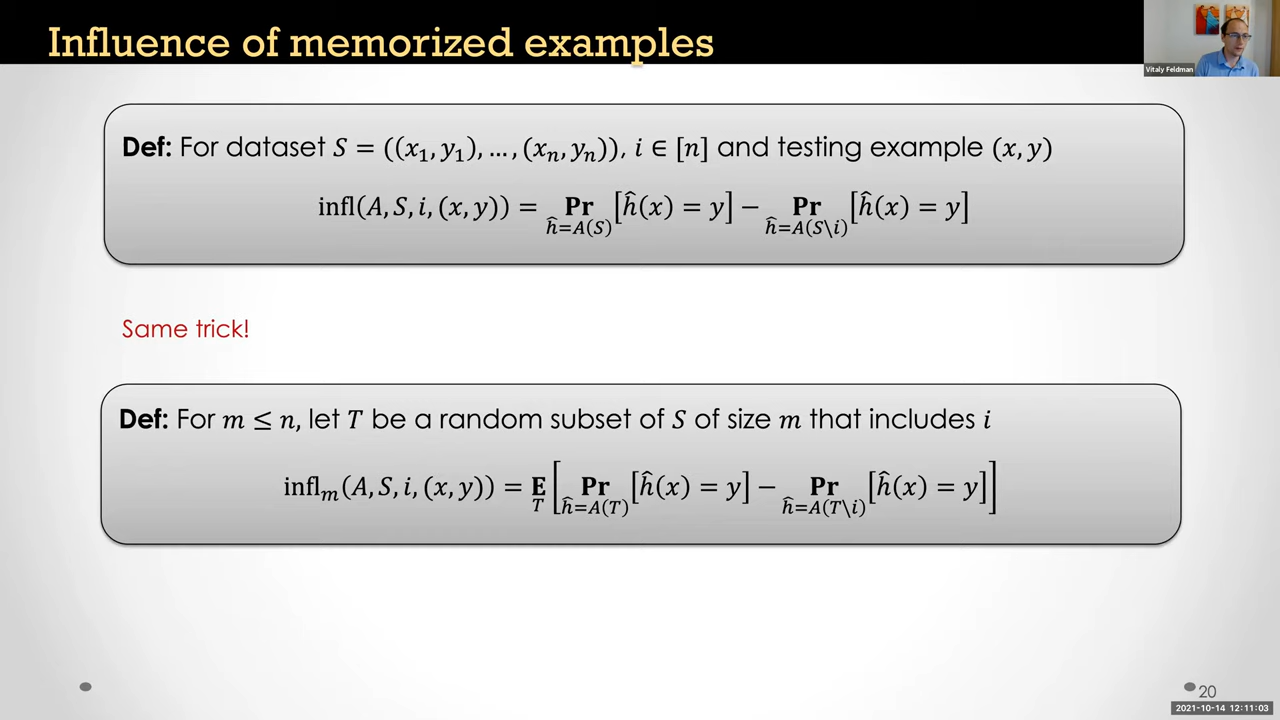 Influence of memorized examples
Vitaly Feldman
Def: For dataset 𝑆 = ((𝑥₁, 𝑦₁), … , (𝑥ₙ, 𝑦ₙ)), 𝑖 ∈ [𝑛] and testing example (𝑥, 𝑦)
infl(𝐴, 𝑆, 𝑖, (𝑥, 𝑦)) = Pr_{ĥ=𝐴(𝑆)} [ĥ(𝑥) = 𝑦] − Pr_{ĥ=𝐴(𝑆\𝑖)} [ĥ(𝑥) = 𝑦]
Same trick!
Def: For 𝑚 ≤ 𝑛, let 𝑇 be a random subset of 𝑆 of size 𝑚 that includes 𝑖
inflₘ(𝐴, 𝑆, 𝑖, (𝑥, 𝑦)) = E_𝑇 [Pr_{ĥ=𝐴(𝑇)} [ĥ(𝑥) = 𝑦] − Pr_{ĥ=𝐴(𝑇\𝑖)} [ĥ(𝑥) = 𝑦]]
20
2021-10-14 12:11:03